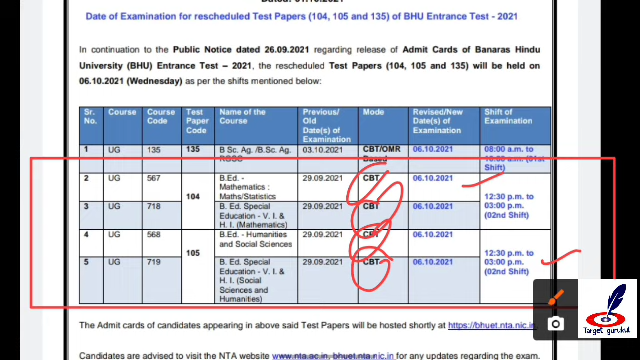 Date of Examination for rescheduled Test Papers (104, 105 and 135) of BHU Entrance Test - 2021
In continuation to the Public Notice dated 26.09.2021 regarding release of Admit Cards of Banaras Hindu
University (BHU) Entrance Test – 2021, the rescheduled Test Papers (104, 105 and 135) will be held on
06.10.2021 (Wednesday) as per the shifts mentioned below:
Sr. No. Course Course Code Test Paper Code Name of the Course Previous/ Old Date(s) of Examination Mode Revised/New Date(s) of Examination Shift of Examination
1 UG 135 135 B Sc. Ag. /B.Sc. Ag. 03.10.2021 CBT/OMR Based 06.10.2021 08:00 a.m. to 10:00 a.m. (01st Shift)
2 UG 567 104 B.Ed. - Mathematics : Maths/Statistics 29.09.2021 CBT 06.10.2021 12:30 p.m. to 03:00 p.m. (02nd Shift)
3 UG 718 B. Ed. Special Education - V. I. & H. I. (Mathematics) 29.09.2021 CBT 06.10.2021
4 UG 568 105 B.Ed. - Humanities and Social Sciences 29.09.2021 CBT 06.10.2021 12:30 p.m. to 03:00 p.m. (02nd Shift)
5 UG 719 B. Ed. Special Education - V. I. & H. I. (Social Sciences and Humanities) 29.09.2021 CBT 06.10.2021
The Admit cards of candidates appearing in above said Test Papers will be hosted shortly at https://bhuet.nta.nic.in.
Candidates are advised to visit the NTA website www.nta.ac.in, bhuet.nta.nic.in for any updates regarding the exam.
Target gurukul